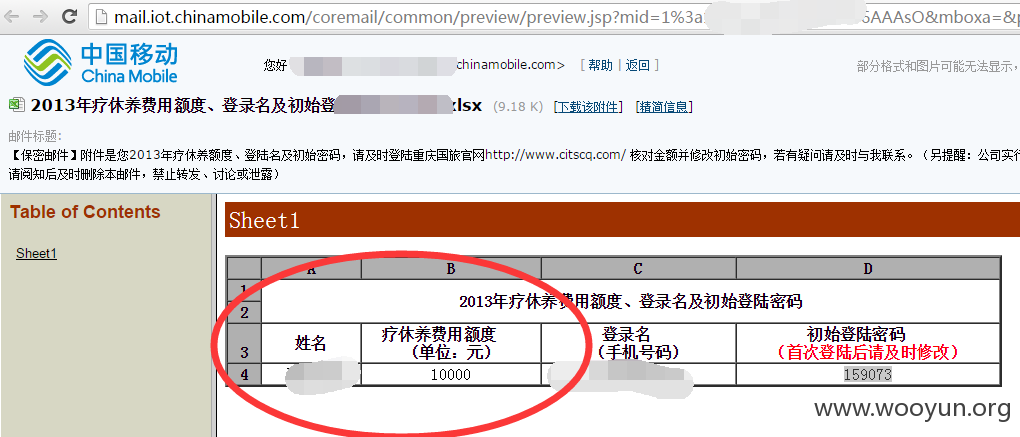 mail.iot.chinamobile.com/coremail/common/preview/preview.jsp?mid=1%3a 5AAAsO&mboxa=&p
中国移动
China Mobile
您好 chinamobile.com> [ 帮助 | 返回 ] 部分格式和图片可能无法显示,
2013年疗休养费用额度、登录名及初始登 xlsx (9.18 K) [下载该附件] [精简信息]
邮件标题:
【保密邮件】附件是您2013年疗休养额度、登陆名及初始密码，请及时登陆重庆国旅官网http://www.citscq.com/ 核对金额并修改初始密码，若有疑问请及时与我联系。（另提醒：公司实行
请阅知后及时删除本邮件，禁止转发、讨论或泄露）
Table of Contents
Sheet1
Sheet1
A B C D
1
2
2013年疗休养费用额度、登录名及初始登陆密码
3
姓名
疗休养费用额度
（单位：元）
登录名
（手机号码）
初始登陆密码
（首次登陆后请及时修改）
4 10000 159073
www.wooyun.org